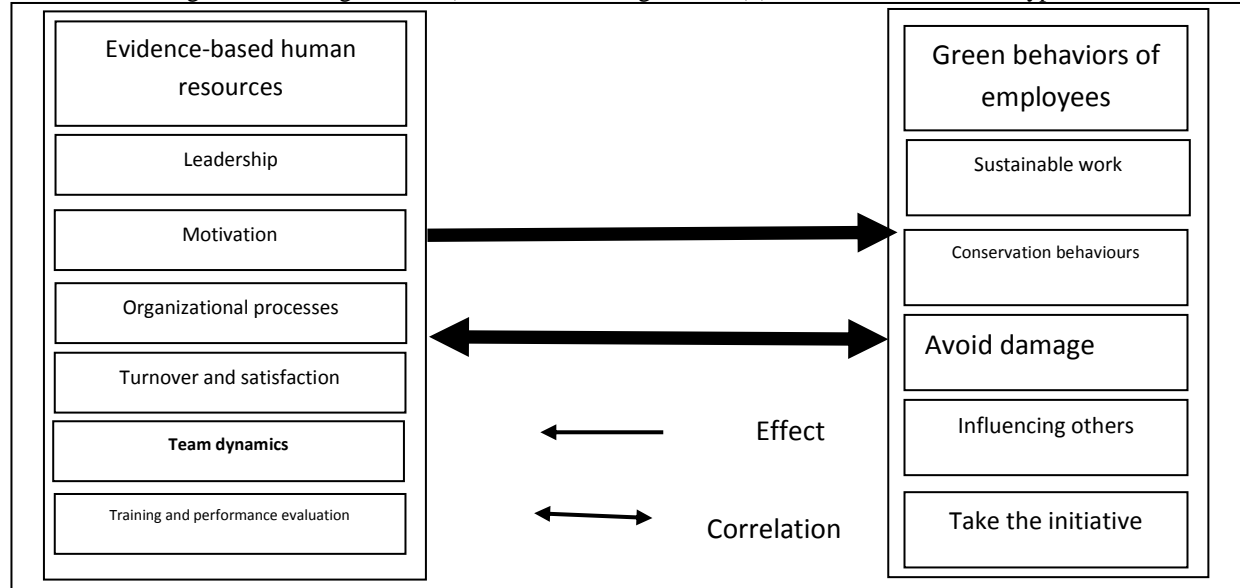 Evidence-based human
resources
Leadership
Motivation
Organizational processes
Turnover and satisfaction
Team dynamics
Training and performance evaluation
Effect
Correlation
Green behaviors of
employees
Sustainable work
Conservation behaviours
Avoid damage
Influencing others
Take the initiative